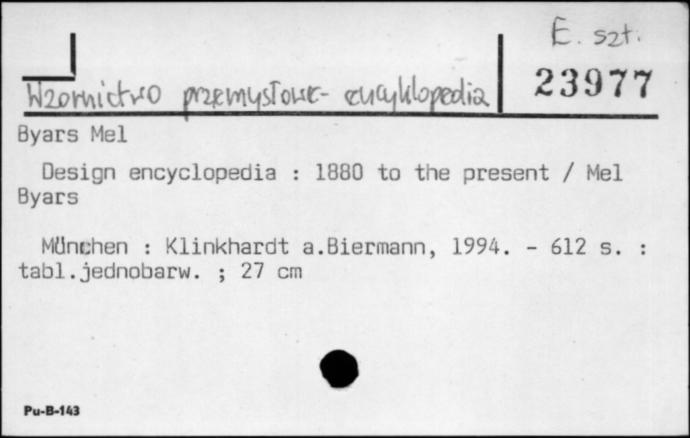 E. szt.
23977
Wzornictwo przemysłowe - encyklopedia
Byars Mel
Design encyclopedia : 1880 to the present / Mel
Byars
München : Klinkhardt a.Biermann, 1994. - 612 s. :
tabl.jednobarw. ; 27 cm
Pu-B-143